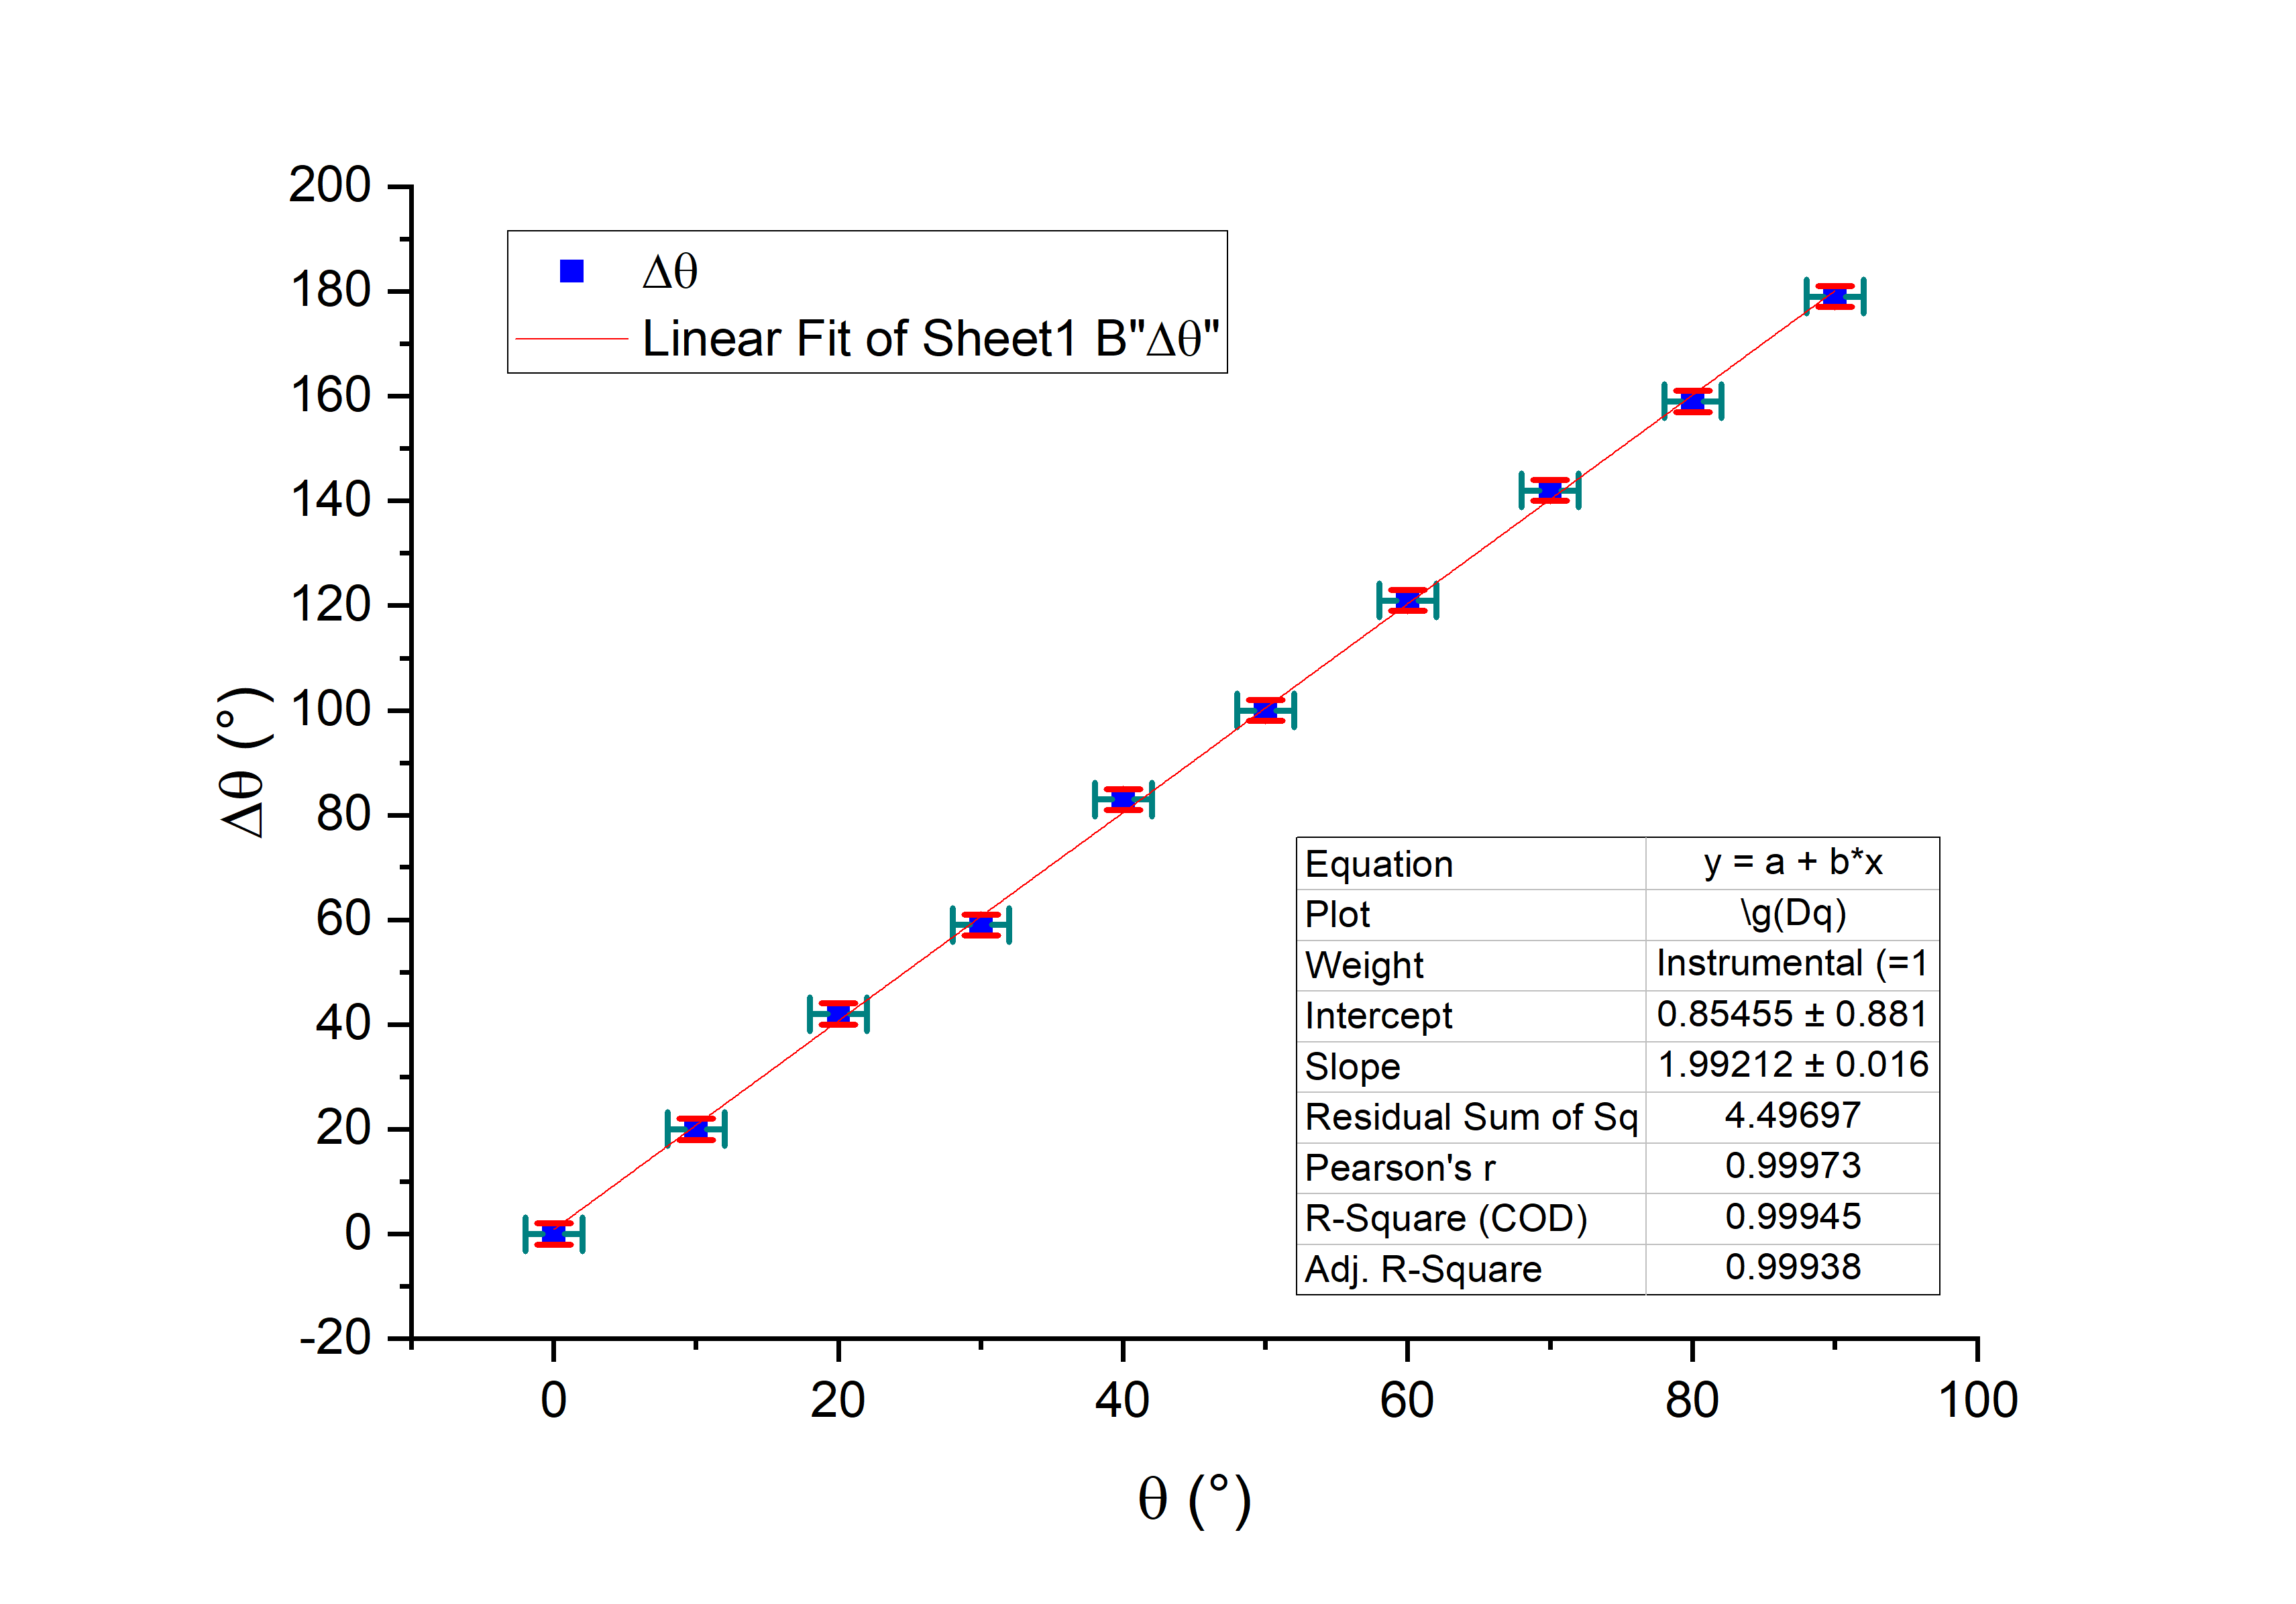 200
180
160
140
120
100
80
60
40
20
0
-20
Δθ (°)
Δθ
Linear Fit of Sheet1 B"Δθ"
Equation y = a + b*x
Plot \g(Dq)
Weight Instrumental (=1
Intercept 0.85455 ± 0.881
Slope 1.99212 ± 0.016
Residual Sum of Sq 4.49697
Pearson's r 0.99973
R-Square (COD) 0.99945
Adj. R-Square 0.99938
0 20 40 60 80 100
θ (°)